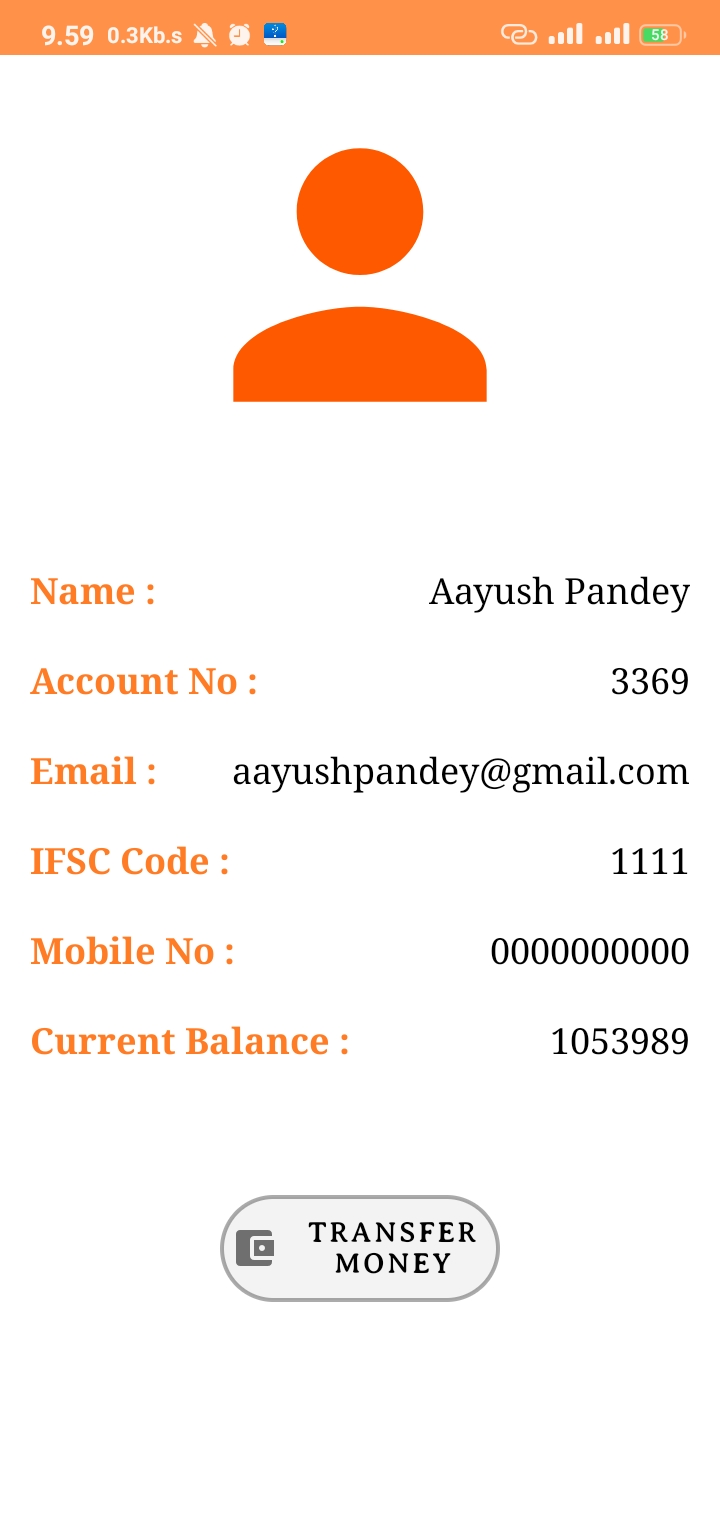 9.59 0.3Kb.s 58
Name : Aayush Pandey
Account No : 3369
Email : aayushpandey@gmail.com
IFSC Code : 1111
Mobile No : 0000000000
Current Balance : 1053989
TRANSFER
MONEY